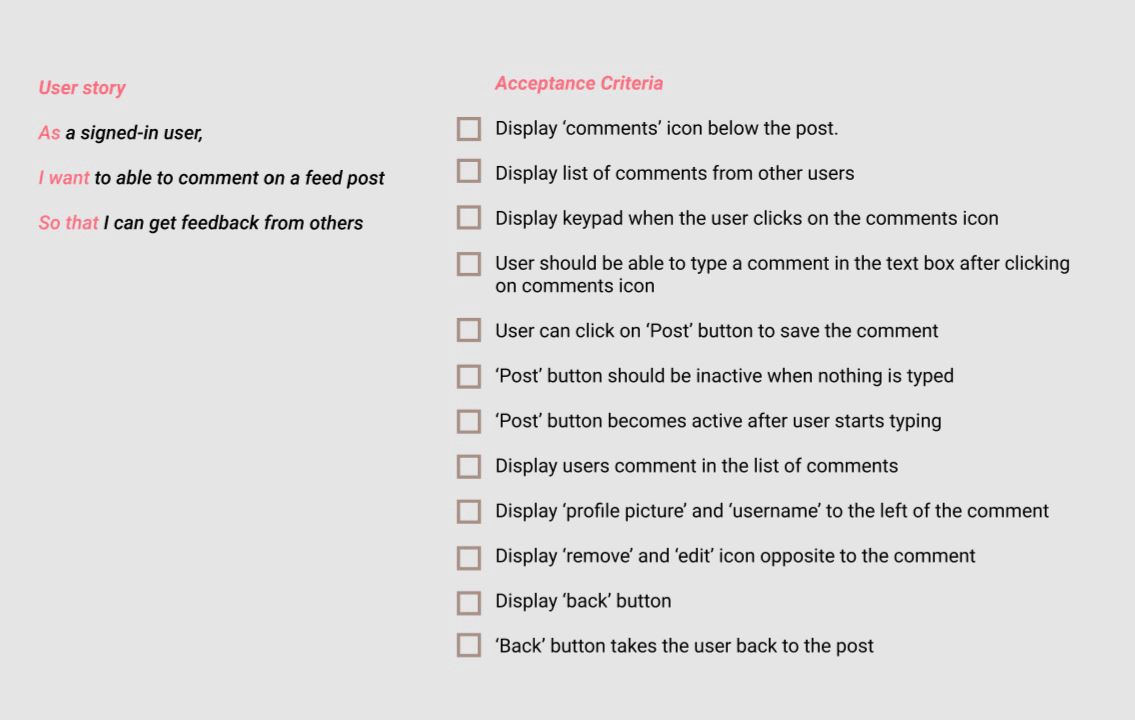 User story
As a signed-in user,
I want to able to comment on a feed post
So that I can get feedback from others
Acceptance Criteria
Display ‘comments’ icon below the post.
Display list of comments from other users
Display keypad when the user clicks on the comments icon
User should be able to type a comment in the text box after clicking
on comments icon
User can click on ‘Post’ button to save the comment
‘Post’ button should be inactive when nothing is typed
‘Post’ button becomes active after user starts typing
Display users comment in the list of comments
Display ‘profile picture’ and ‘username’ to the left of the comment
Display ‘remove’ and ‘edit’ icon opposite to the comment
Display ‘back’ button
‘Back’ button takes the user back to the post